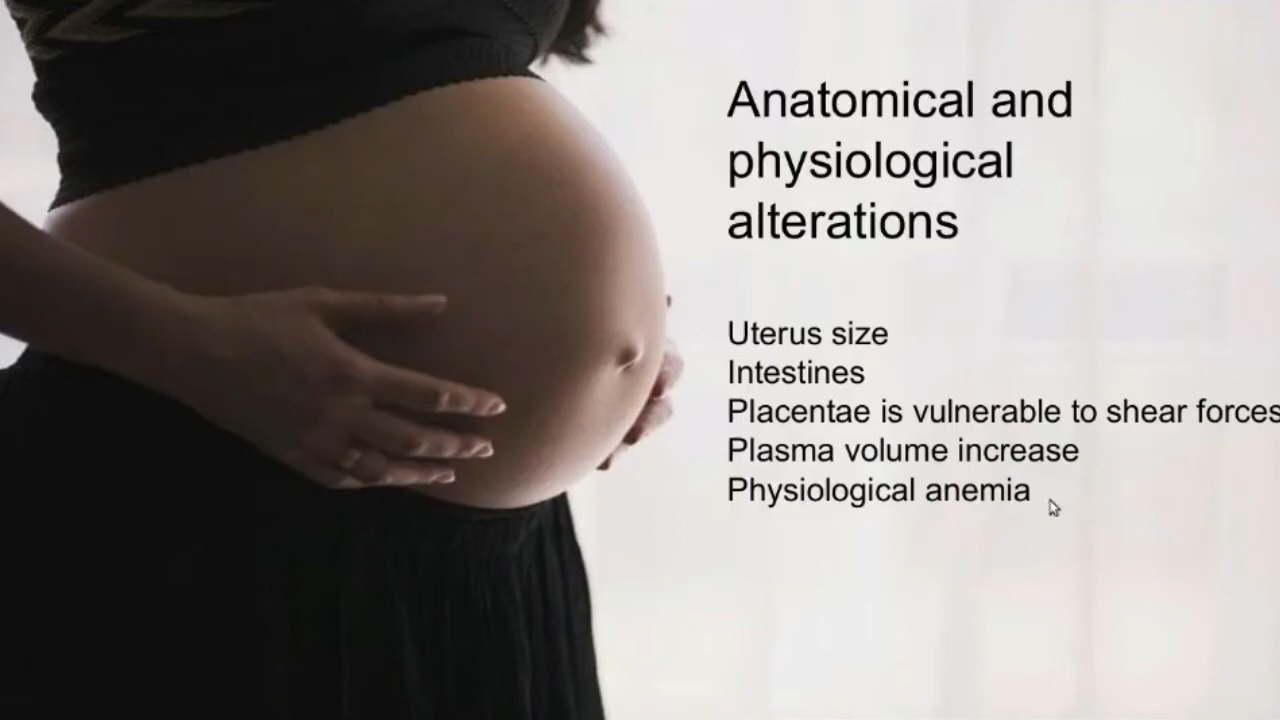 Anatomical and
physiological
alterations
Uterus size
Intestines
Placentae is vulnerable to shear forces
Plasma volume increase
Physiological anemia